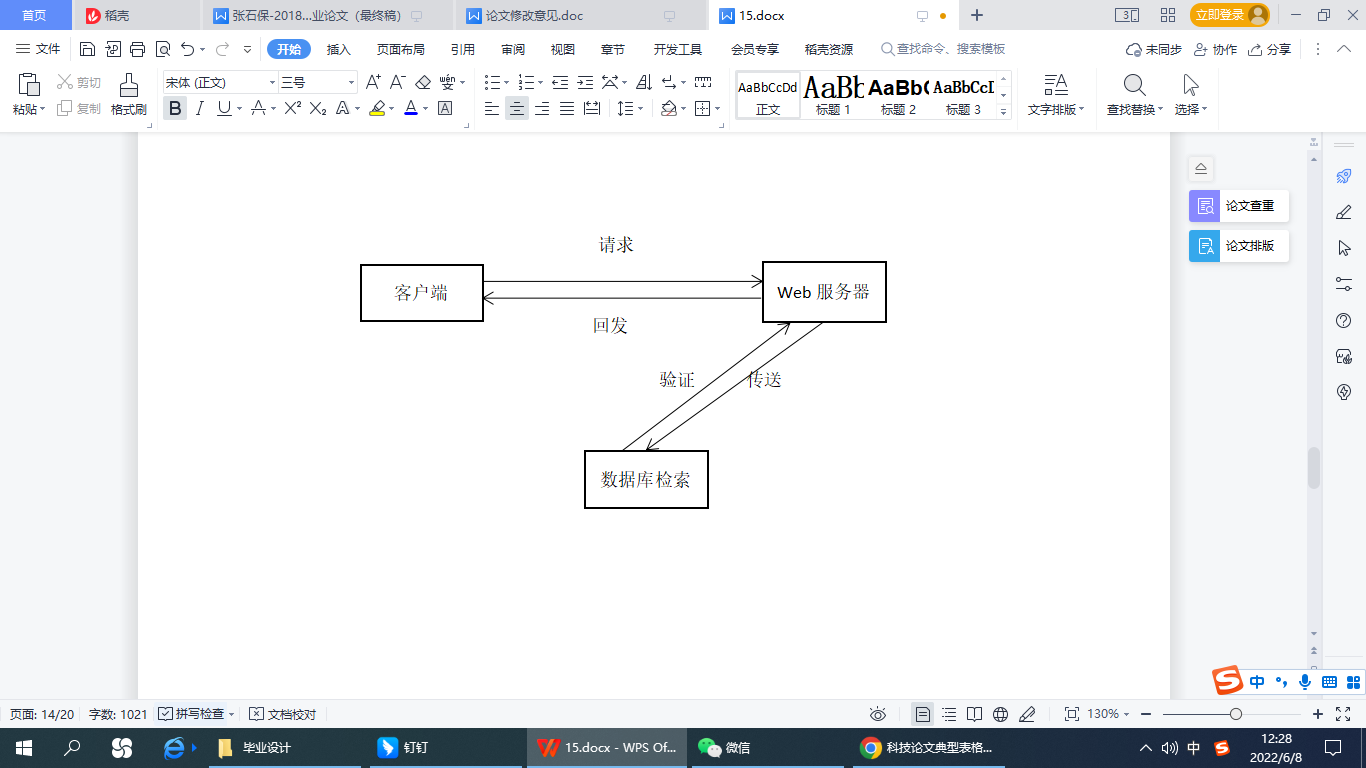 首页
稻壳
张石保-2018...业论文（最终稿）
论文修改意见.doc
15.docx
立即登录
文件
开始
插入
页面布局
引用
审阅
视图
章节
开发工具
会员专享
稻壳资源
查找命令、搜索模板
未同步
协作
分享
粘贴
剪切
复制
格式刷
宋体 (正文)
三号
AaBbCcDd
正文
AaBb
标题 1
AaBb(
标题 2
AaBbCcI
标题 3
文字排版
查找替换
选择
论文查重
论文排版
请求
客户端
Web 服务器
回发
验证
传送
数据库检索
中
页面: 14/20
字数: 1021
拼写检查
文档校对
130%
毕业设计
钉钉
15.docx - WPS Of...
微信
科技论文典型表格...
中
12:28
2022/6/8